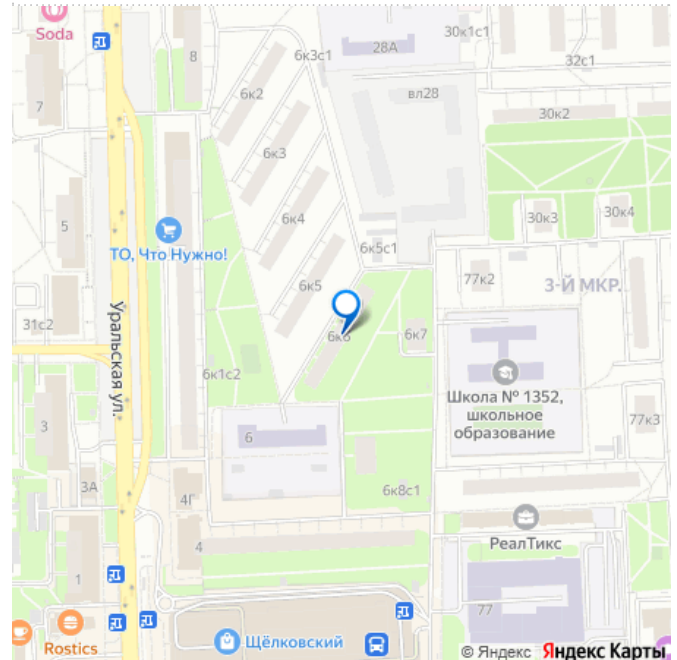 Soda
7
8
6к3с1
28А
30к1с1
32с1
6к2
вл28
30к2
6к3
6к4
5
ТО, Что Нужно!
6к5с1
30к3
30к4
6к5
77к2
3-Й МКР.
31с2
Уральская ул.
6к6
6к7
6к1с2
Школа № 1352,
школьное
образование
77к3
3
6
3А
4Г
6к8с1
4
РеалТикс
1
77
Rostics
Щёлковский
© Яндекс Яндекс Карты